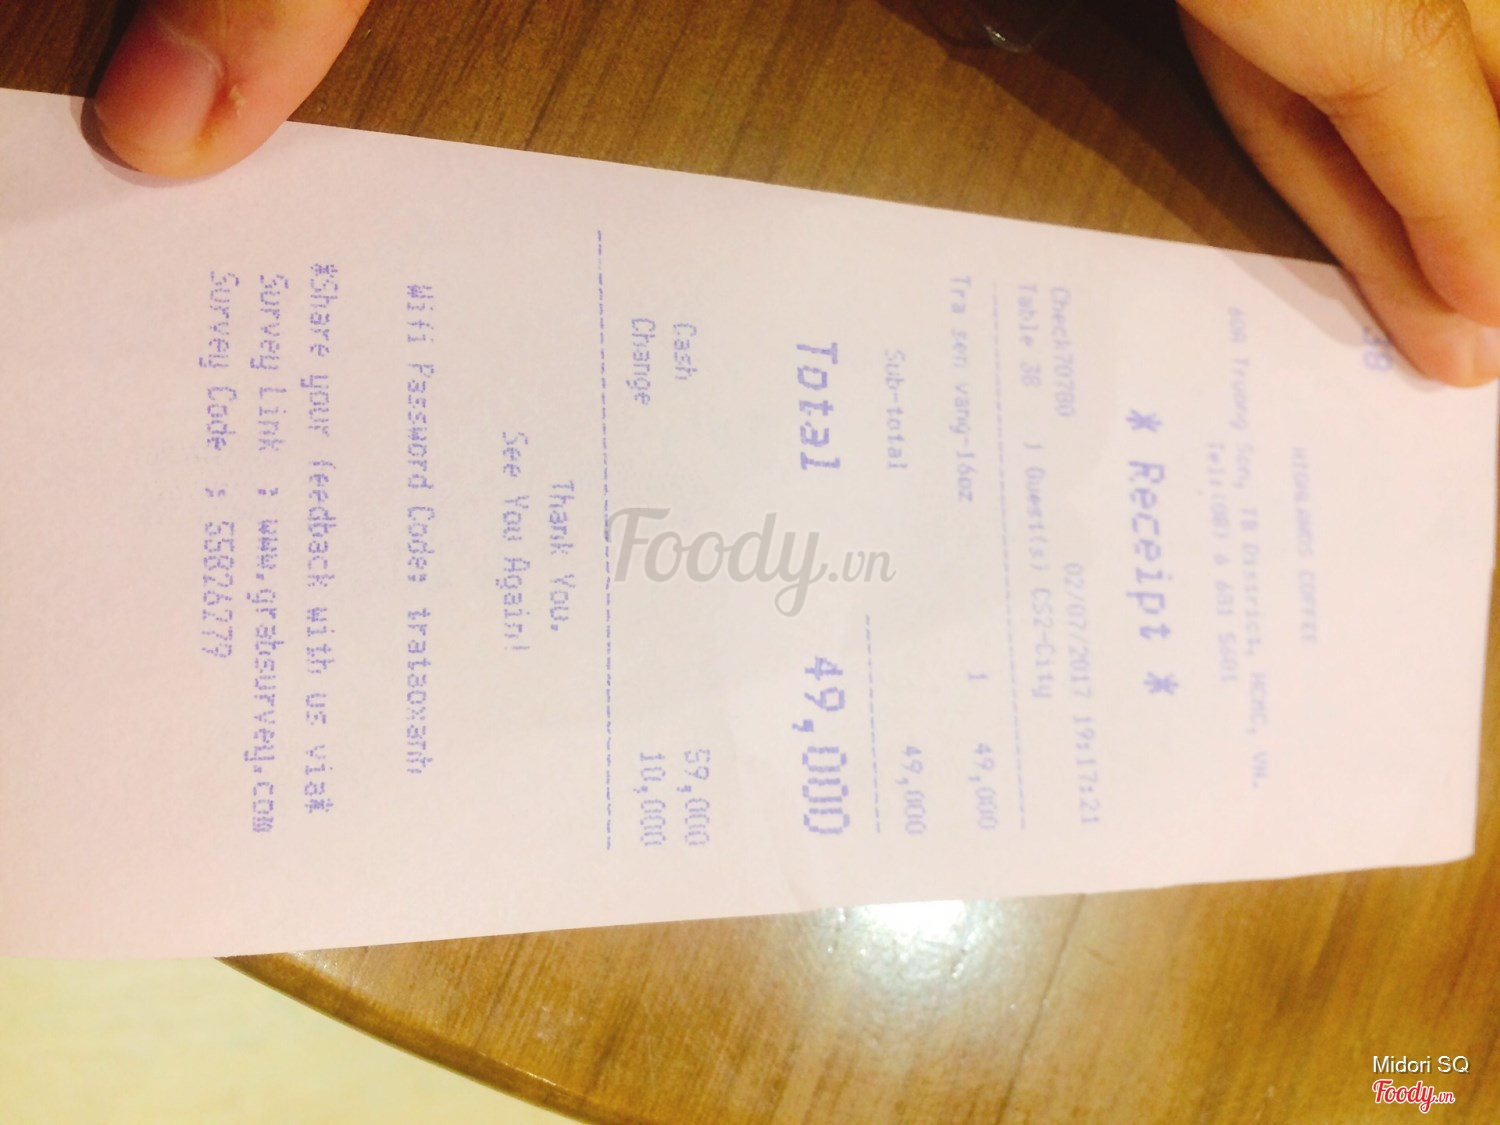 38
HIGHLANDS COFFEE
60A Truong Son, TB District, HCMC, VN.
Tel:(08) 6 681 5601
* Receipt *
02/07/2017 19:17:21
Check70780
Table 38 1 Guest(s) CS2-City
Tra sen vang-16oz 1 49,000
Sub-total 49,000
Total 49,000
Cash 59,000
Change 10,000
Thank You.
See You Again!
Wifi Password Code: trataoxanh
*Share your feedback with us via*
Survey Link : www.grabsurvey.com
Survey Code : 55826279
Foody.vn
Midori SQ
Foody.vn